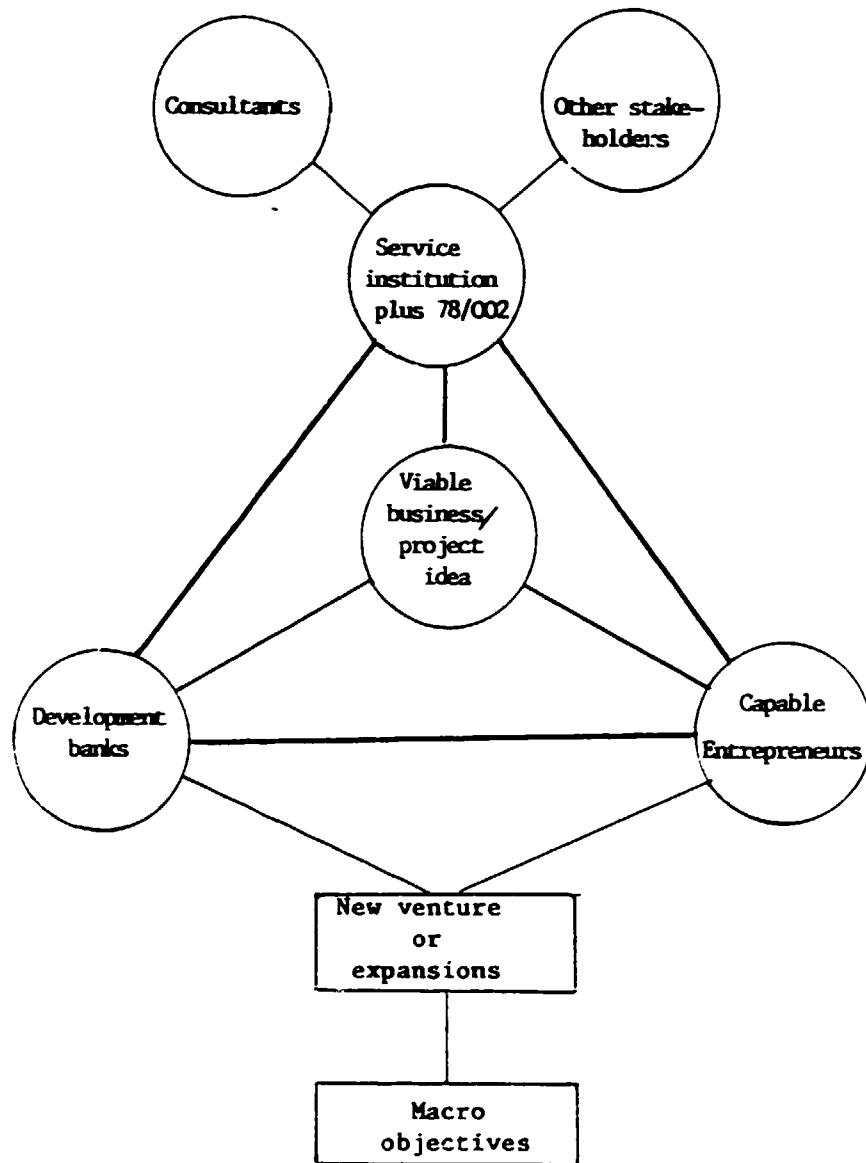 Consultants
Other stake-
holders
Service
institution
plus 78/002
Viable
business/
project
idea
Development
banks
Capable
Entrepreneurs
New venture
or
expansions
Macro
objectives